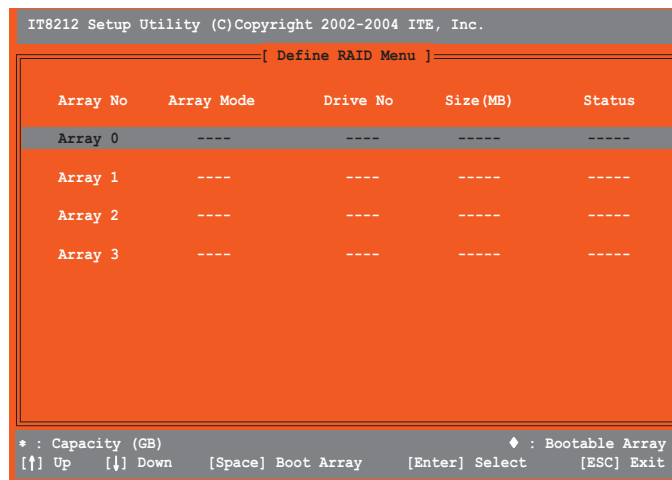 IT8212 Setup Utility (C)Copyright 2002-2004 ITE, Inc.
[ Define RAID Menu ]
Array No Array Mode Drive No Size(MB) Status
Array 0 ---- ---- ----- -----
Array 1 ---- ---- ----- -----
Array 2 ---- ---- ----- -----
Array 3 ---- ---- ----- -----
* : Capacity (GB) ♦ : Bootable Array
[↑] Up [↓] Down [Space] Boot Array [Enter] Select [ESC] Exit